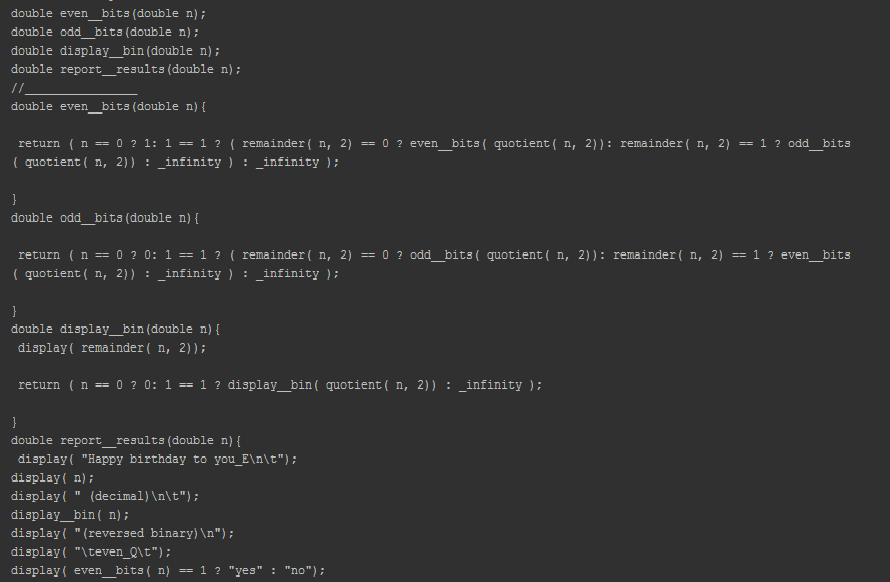 double even__bits(double n);
double odd__bits(double n);
double display__bin(double n);
double report__results(double n);
//________________
double even__bits(double n){
return ( n == 0 ? 1: 1 == 1 ? ( remainder( n, 2) == 0 ? even__bits( quotient( n, 2)): remainder( n, 2) == 1 ? odd__bits
( quotient( n, 2)) : _infinity ) : _infinity );
}
double odd__bits(double n){
return ( n == 0 ? 0: 1 == 1 ? ( remainder( n, 2) == 0 ? odd__bits( quotient( n, 2)): remainder( n, 2) == 1 ? even__bits
( quotient( n, 2)) : _infinity ) : _infinity );
}
double display__bin(double n){
display( remainder( n, 2));
return ( n == 0 ? 0: 1 == 1 ? display__bin( quotient( n, 2)) : _infinity );
}
double report__results(double n){
display( "Happy birthday to you_E\n\t");
display( n);
display( " (decimal)\n\t");
display__bin( n);
display( "(reversed binary)\n");
display( "\teven_Q\t");
display( even__bits( n) == 1 ? "yes" : "no");